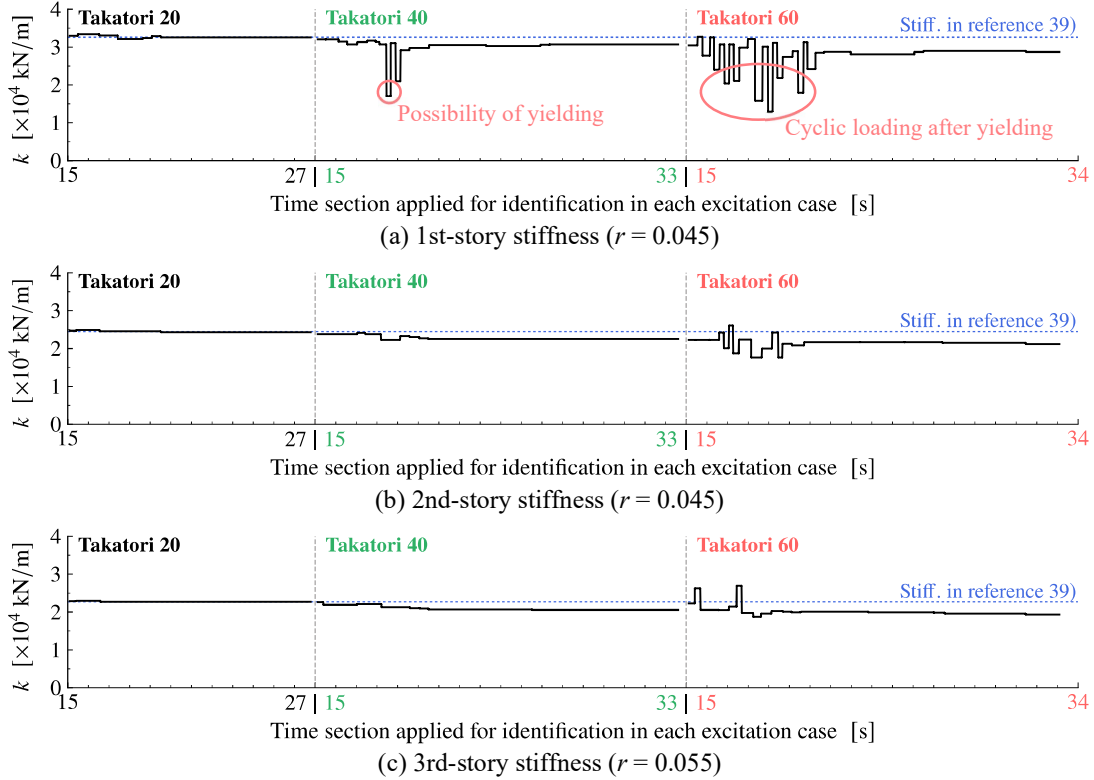 Takatori 20 Takatori 40 Takatori 60
Stiff. in reference 39)
Possibility of yielding
Cyclic loading after yielding
k [×10⁴ kN/m]
4
3
2
1
0
15 27 15 33 15 34
Time section applied for identification in each excitation case [s]
(a) 1st-story stiffness (r = 0.045)
Takatori 20 Takatori 40 Takatori 60
Stiff. in reference 39)
k [×10⁴ kN/m]
4
3
2
1
0
15 27 15 33 15 34
Time section applied for identification in each excitation case [s]
(b) 2nd-story stiffness (r = 0.045)
Takatori 20 Takatori 40 Takatori 60
Stiff. in reference 39)
k [×10⁴ kN/m]
4
3
2
1
0
15 27 15 33 15 34
Time section applied for identification in each excitation case [s]
(c) 3rd-story stiffness (r = 0.055)